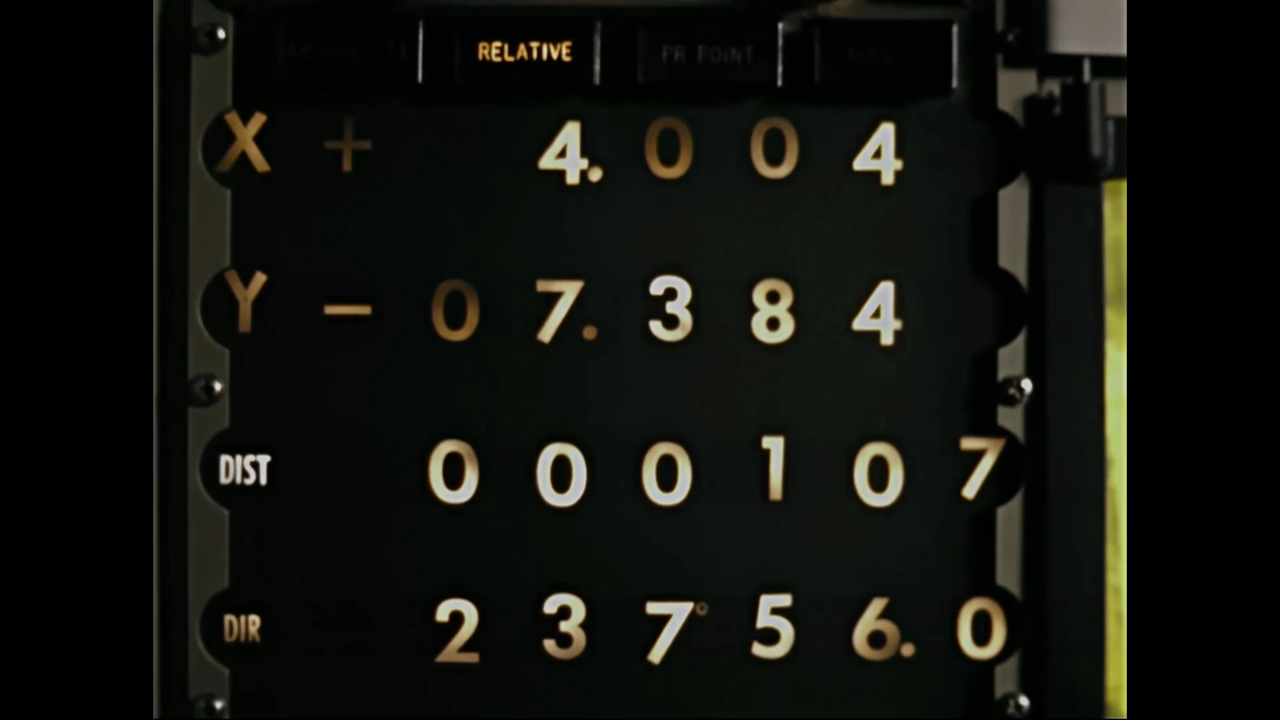 RELATIVE PR POINT
X + 4.004
Y - 07.384
DIST 000107
DIR 237°56.0